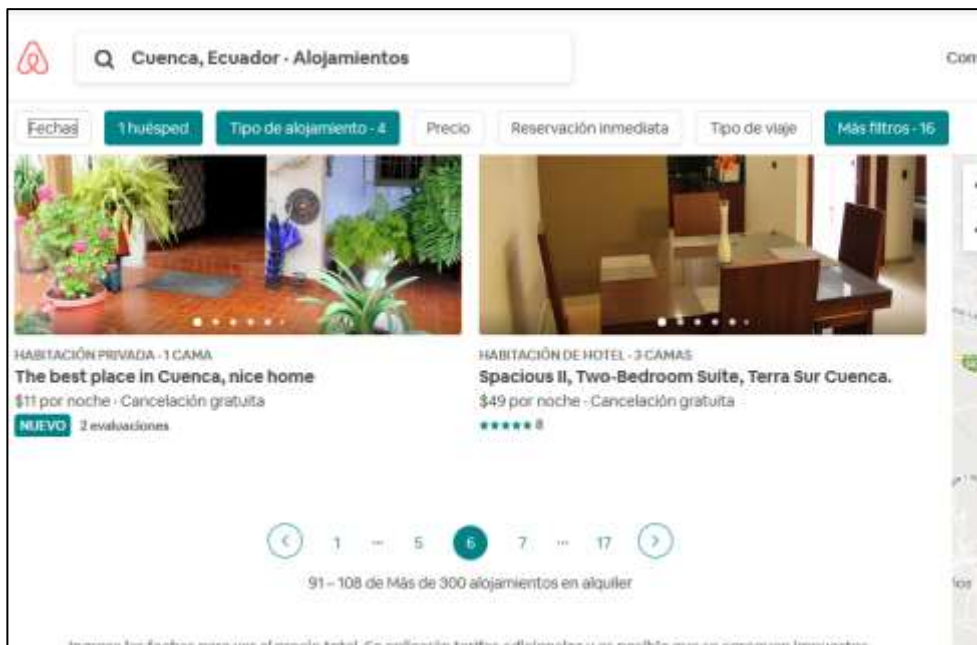 Cuenca, Ecuador · Alojamientos
Fechas 1 huésped Tipo de alojamiento · 4 Precio Reservación inmediata Tipo de viaje Más filtros · 16
HABITACIÓN PRIVADA · 1 CAMA
The best place in Cuenca, nice home
$11 por noche · Cancelación gratuita
NUEVO 2 evaluaciones
HABITACIÓN DE HOTEL · 3 CAMAS
Spacious II, Two-Bedroom Suite, Terra Sur Cuenca.
$49 por noche · Cancelación gratuita
★★★★★ 8
1 ... 5 6 7 ... 17
91 – 108 de Más de 300 alojamientos en alquiler